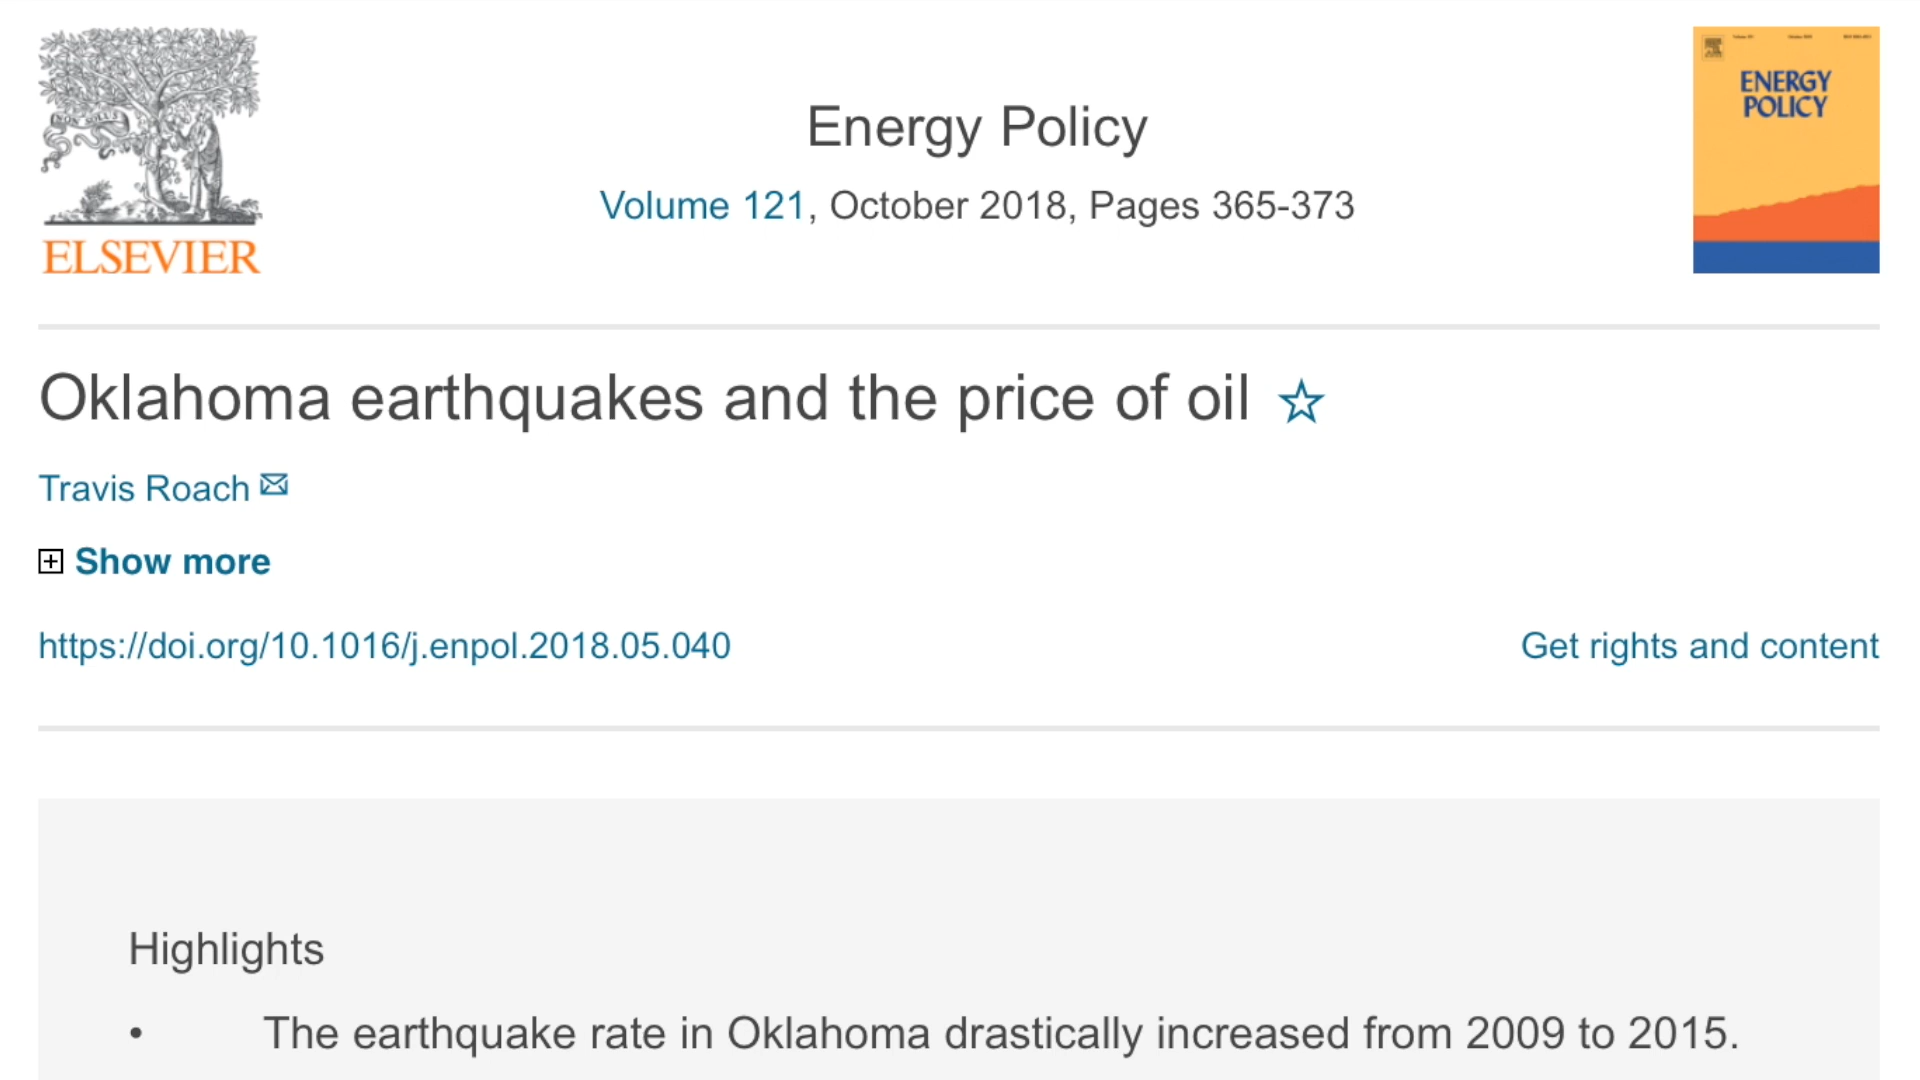 Energy Policy
Volume 121, October 2018, Pages 365-373
ELSEVIER
ENERGY
POLICY
Oklahoma earthquakes and the price of oil ☆
Travis Roach
Show more
https://doi.org/10.1016/j.enpol.2018.05.040
Get rights and content
Highlights
• The earthquake rate in Oklahoma drastically increased from 2009 to 2015.